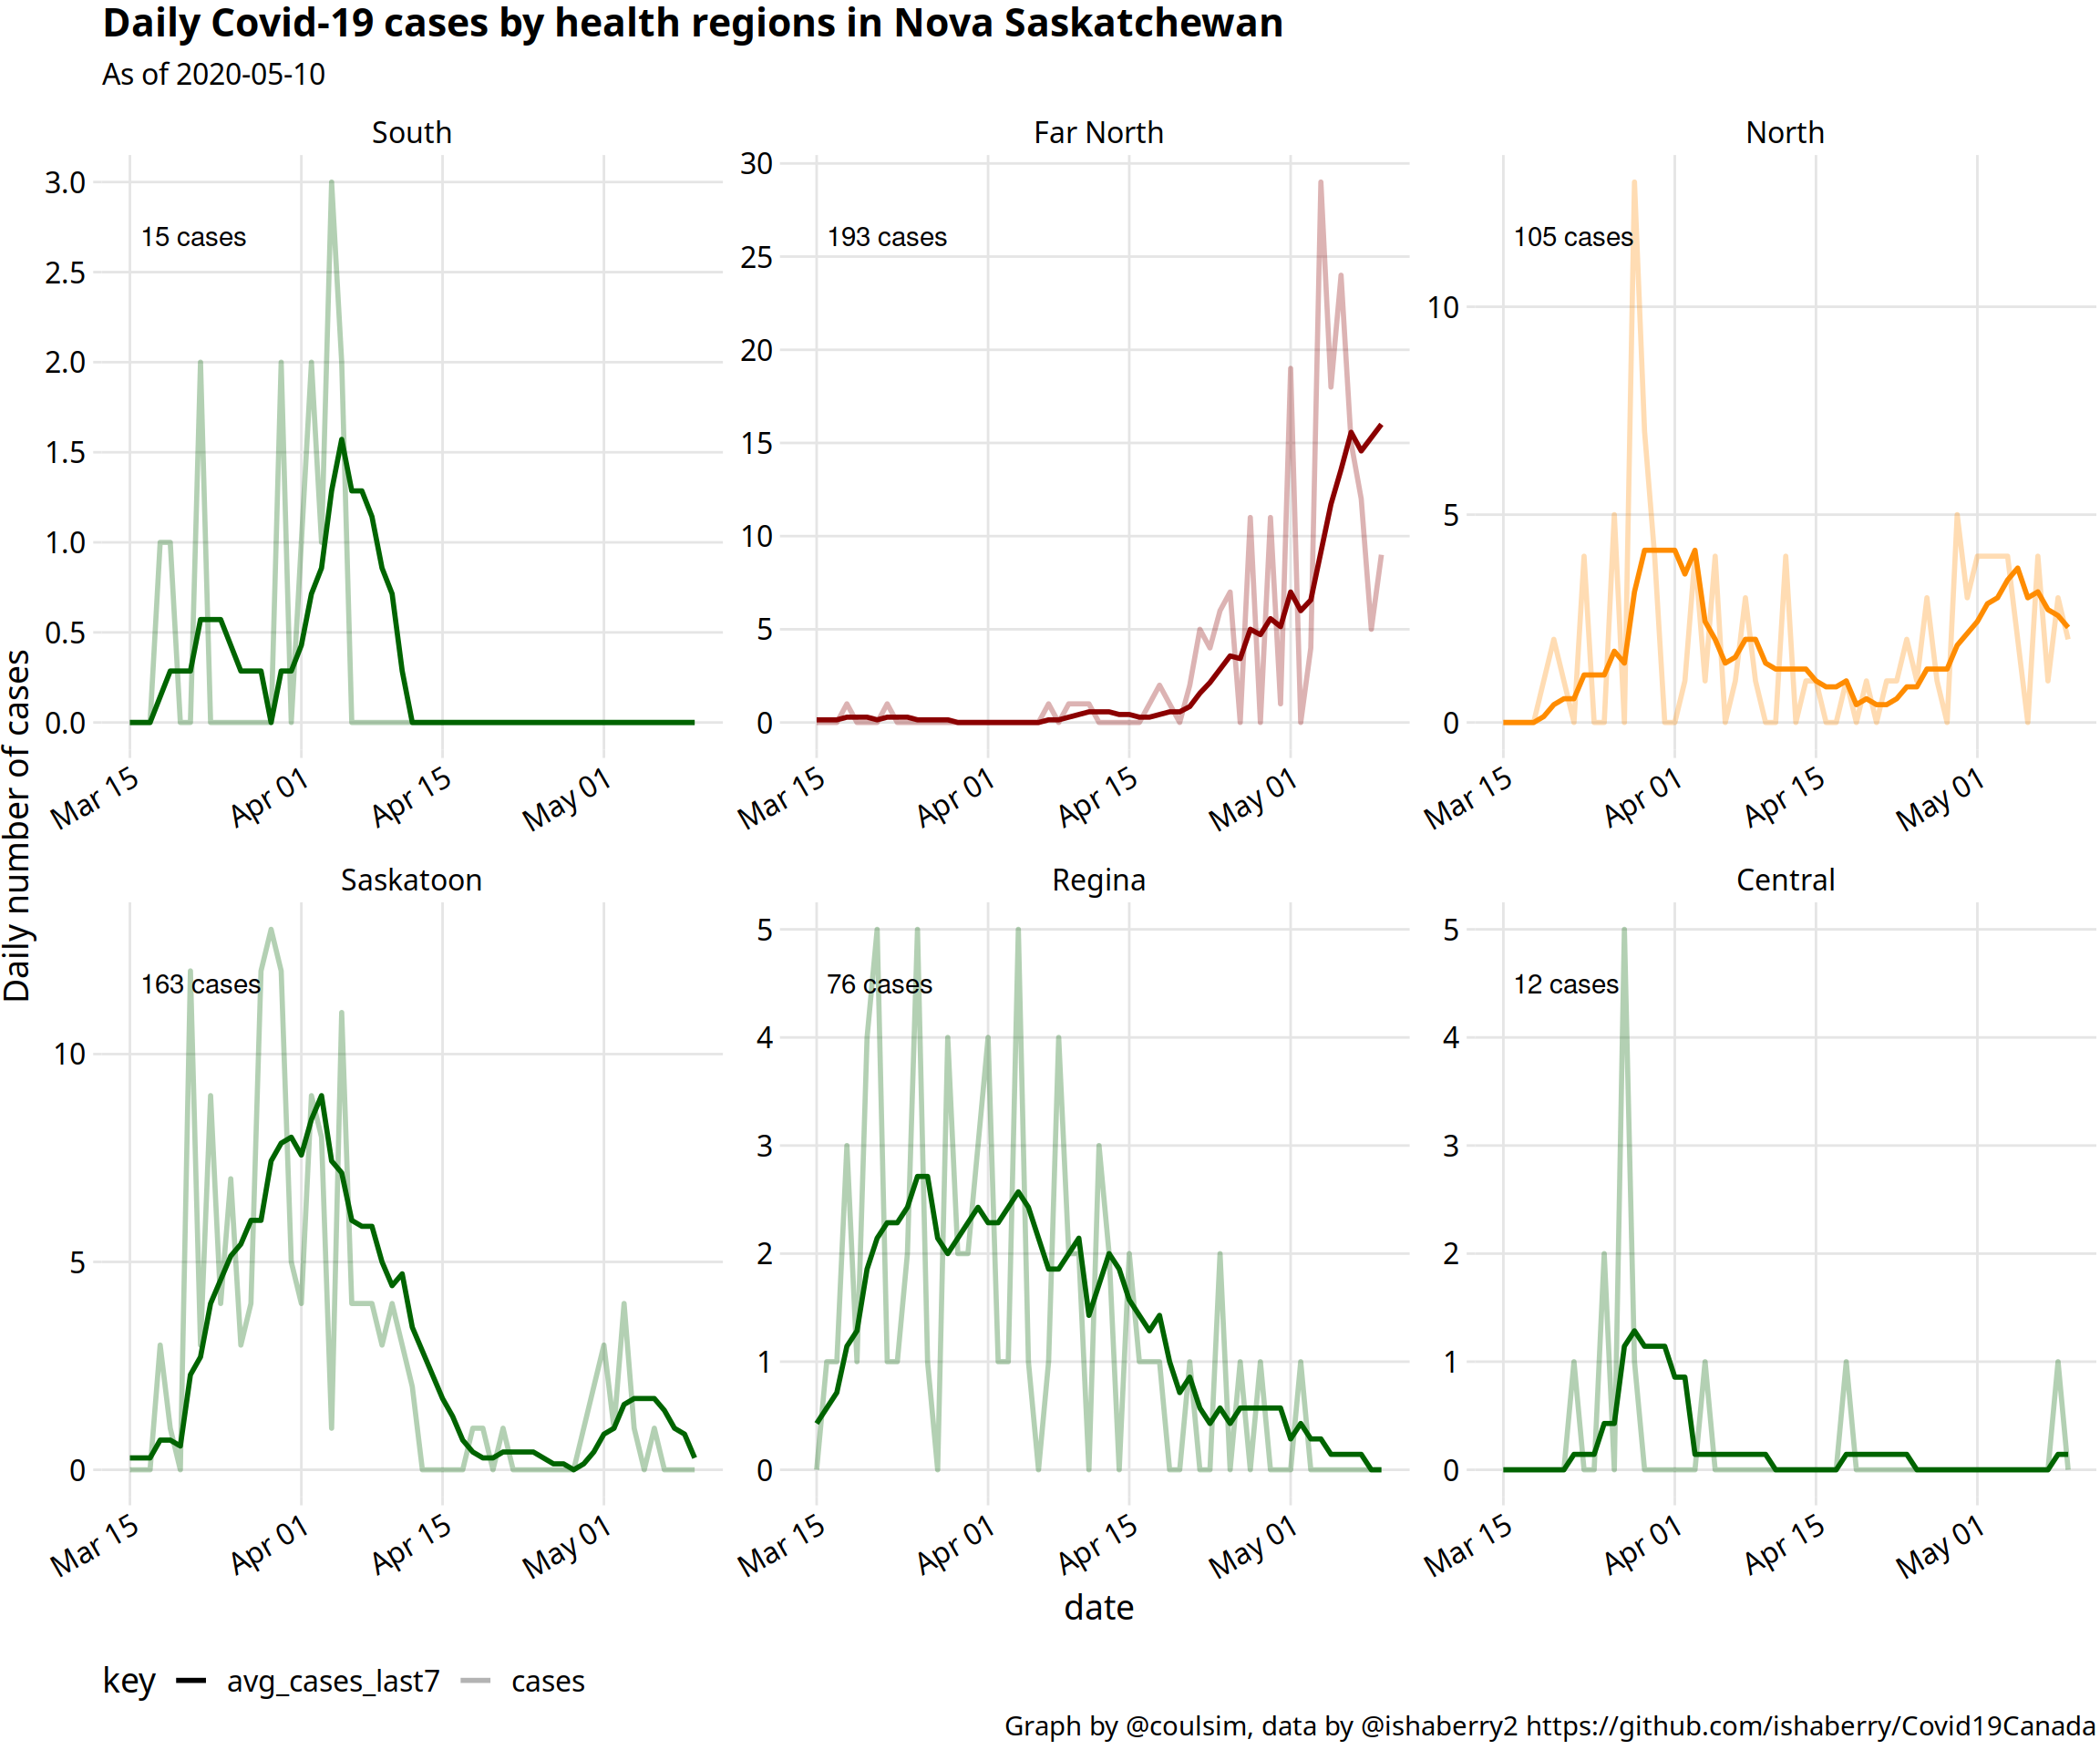 Daily Covid-19 cases by health regions in Nova Saskatchewan
As of 2020-05-10
Daily number of cases
South
3.0
2.5
2.0
1.5
1.0
0.5
0.0
15 cases
Mar 15
Apr 01
Apr 15
May 01
Far North
30
25
20
15
10
5
0
193 cases
Mar 15
Apr 01
Apr 15
May 01
North
10
5
0
105 cases
Mar 15
Apr 01
Apr 15
May 01
Saskatoon
10
5
0
163 cases
Mar 15
Apr 01
Apr 15
May 01
Regina
5
4
3
2
1
0
76 cases
Mar 15
Apr 01
Apr 15
May 01
Central
5
4
3
2
1
0
12 cases
Mar 15
Apr 01
Apr 15
May 01
date
key avg_cases_last7 cases
Graph by @coulsim, data by @ishaberry2 https://github.com/ishaberry/Covid19Canada